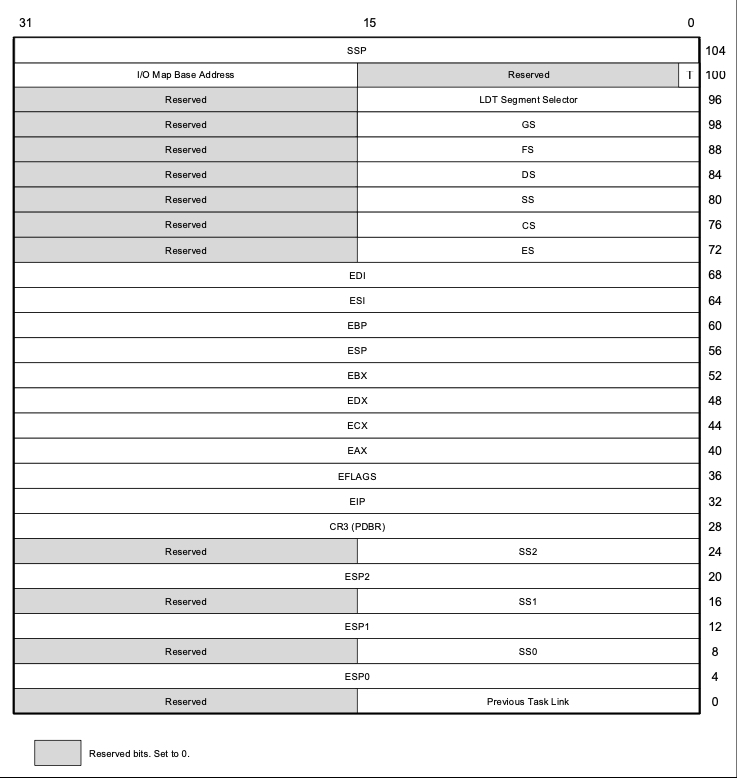 31 15 0
SSP 104
I/O Map Base Address Reserved T 100
Reserved LDT Segment Selector 96
Reserved GS 98
Reserved FS 88
Reserved DS 84
Reserved SS 80
Reserved CS 76
Reserved ES 72
EDI 68
ESI 64
EBP 60
ESP 56
EBX 52
EDX 48
ECX 44
EAX 40
EFLAGS 36
EIP 32
CR3 (PDBR) 28
Reserved SS2 24
ESP2 20
Reserved SS1 16
ESP1 12
Reserved SS0 8
ESP0 4
Reserved Previous Task Link 0
Reserved bits. Set to 0.